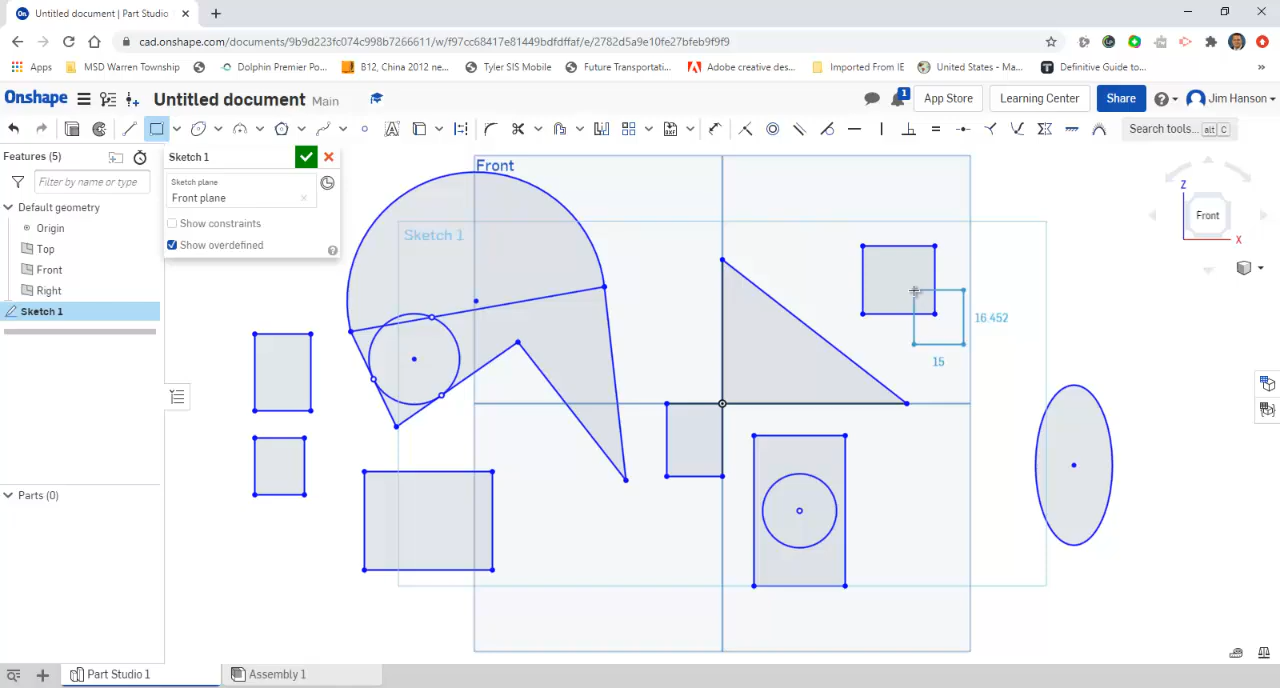 Untitled document | Part Studio
cad.onshape.com/documents/9b9d223fc074c998b7266611/w/f97cc68417e81449bdfdffaf/e/2782d5a9e10fe27bfeb9f9f9
Apps MSD Warren Township Dolphin Premier Po... B12, China 2012 ne... Tyler SIS Mobile Future Transportati... Adobe creative des... Imported From IE United States - Ma... Definitive Guide to... »
Onshape Untitled document Main 1 App Store Learning Center Share Jim Hanson
Search tools... alt C
Features (5)
Filter by name or type
Default geometry
Origin
Top
Front
Right
Sketch 1
Parts (0)
Sketch 1
Sketch plane
Front plane
Show constraints
Show overdefined
Front
Sketch 1
16.452
15
Z
Front
X
Part Studio 1 Assembly 1